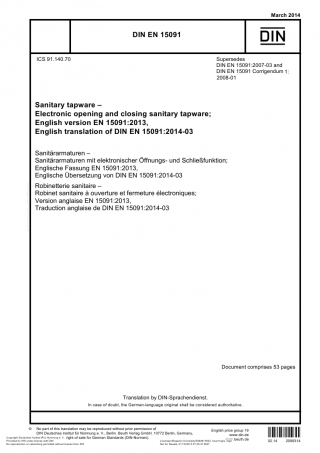 March 2014
DIN EN 15091
DIN
ICS 91.140.70
Supersedes
DIN EN 15091:2007-03 and
DIN EN 15091 Corrigendum 1:
2008-01
Sanitary tapware –
Electronic opening and closing sanitary tapware;
English version EN 15091:2013,
English translation of DIN EN 15091:2014-03
Sanitärarmaturen –
Sanitärarmaturen mit elektronischer Öffnungs- und Schließfunktion;
Englische Fassung EN 15091:2013,
Englische Übersetzung von DIN EN 15091:2014-03
Robinetterie sanitaire –
Robinet sanitaire à ouverture et fermeture électroniques;
Version anglaise EN 15091:2013,
Traduction anglaise de DIN EN 15091:2014-03
Document comprises 53 pages
Translation by DIN-Sprachendienst.
In case of doubt, the German-language original shall be considered authoritative.
© No part of this translation may be reproduced without prior permission of
DIN Deutsches Institut für Normung e. V., Berlin. Beuth Verlag GmbH, 10772 Berlin, Germany,
right of sale for German Standards (DIN-Normen).
English price group 19
www.din.de
www.beuth.de